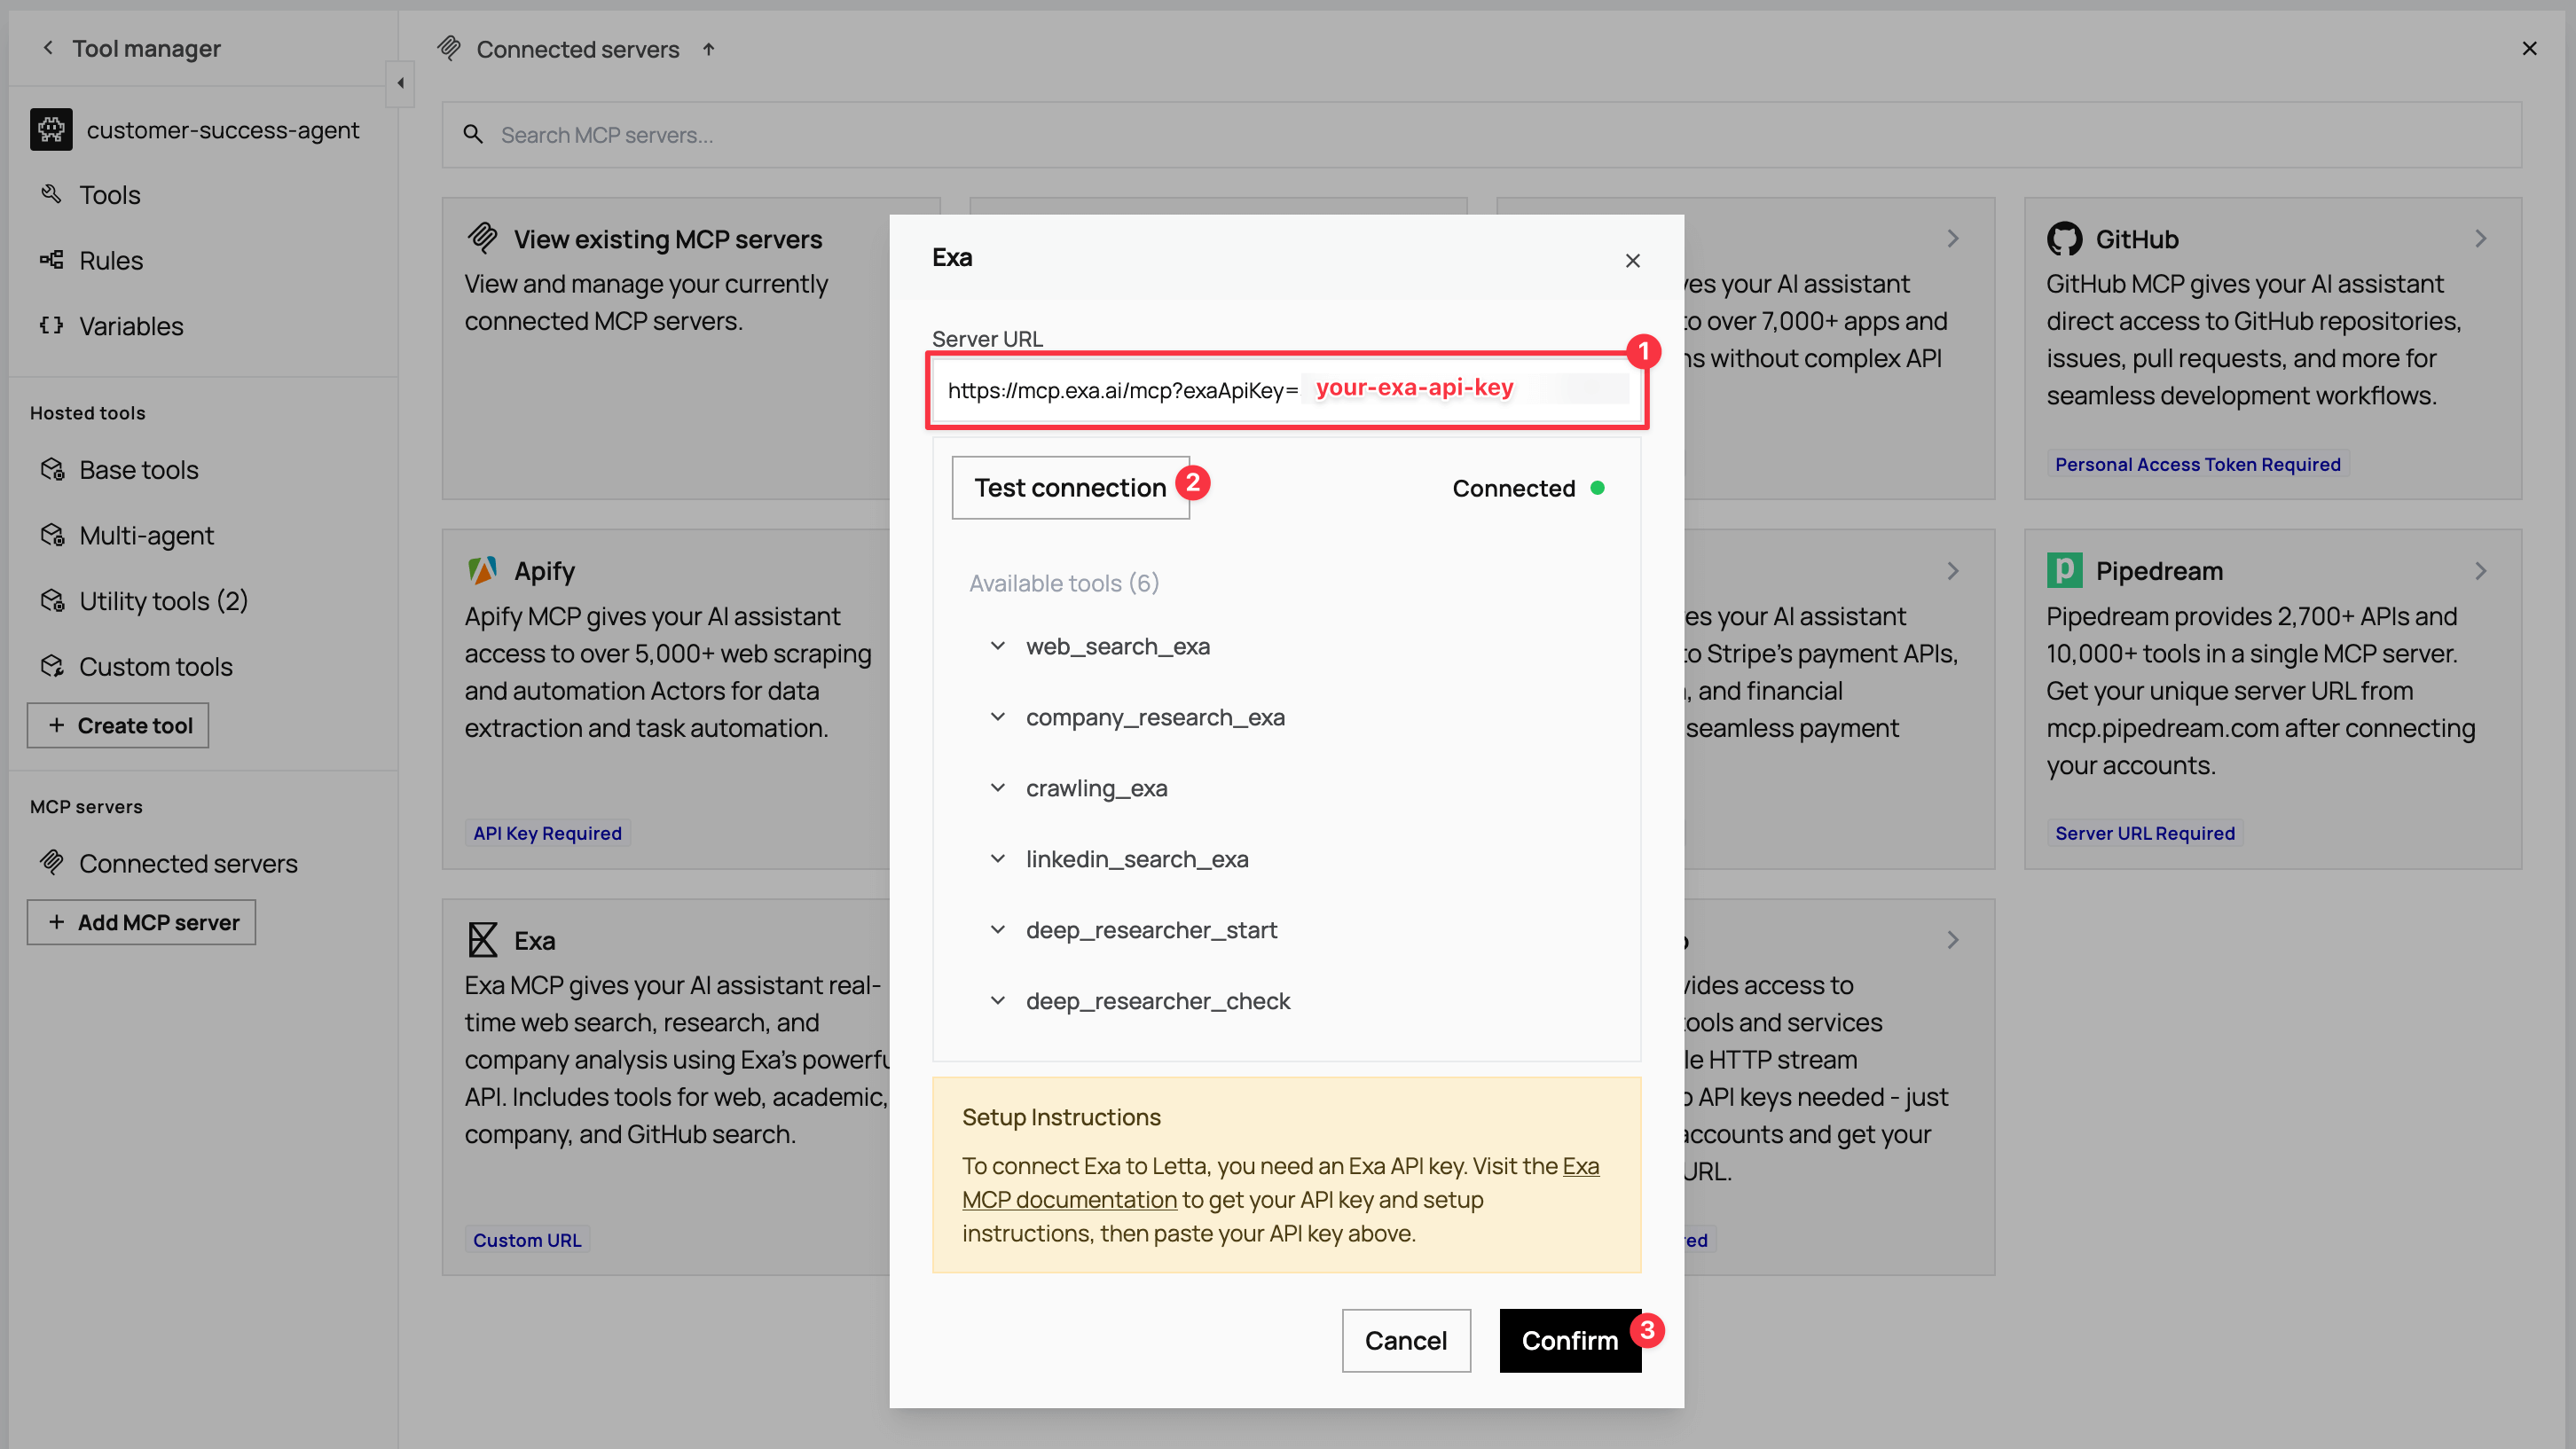 Tool manager
customer-success-agent
Tools
Rules
Variables
Hosted tools
Base tools
Multi-agent
Utility tools (2)
Custom tools
+ Create tool
MCP servers
Connected servers
+ Add MCP server
Connected servers
Search MCP servers...
View existing MCP servers
View and manage your currently
connected MCP servers.
ves your AI assistant
to over 7,000+ apps and
ns without complex API
GitHub
GitHub MCP gives your AI assistant
direct access to GitHub repositories,
issues, pull requests, and more for
seamless development workflows.
Personal Access Token Required
Apify
Apify MCP gives your AI assistant
access to over 5,000+ web scraping
and automation Actors for data
extraction and task automation.
API Key Required
es your AI assistant
to Stripe's payment APIs,
, and financial
seamless payment
Pipedream
Pipedream provides 2,700+ APIs and
10,000+ tools in a single MCP server.
Get your unique server URL from
mcp.pipedream.com after connecting
your accounts.
Server URL Required
Exa
Exa MCP gives your AI assistant real-
time web search, research, and
company analysis using Exa's powerfu
API. Includes tools for web, academic,
company, and GitHub search.
Custom URL
vides access to
tools and services
le HTTP stream
API keys needed - just
accounts and get your
URL.
red
Exa
Server URL
1
https://mcp.exa.ai/mcp?exaApiKey= your-exa-api-key
Test connection
2
Connected
Available tools (6)
web_search_exa
company_research_exa
crawling_exa
linkedin_search_exa
deep_researcher_start
deep_researcher_check
Setup Instructions
To connect Exa to Letta, you need an Exa API key. Visit the Exa
MCP documentation to get your API key and setup
instructions, then paste your API key above.
Cancel
Confirm
3